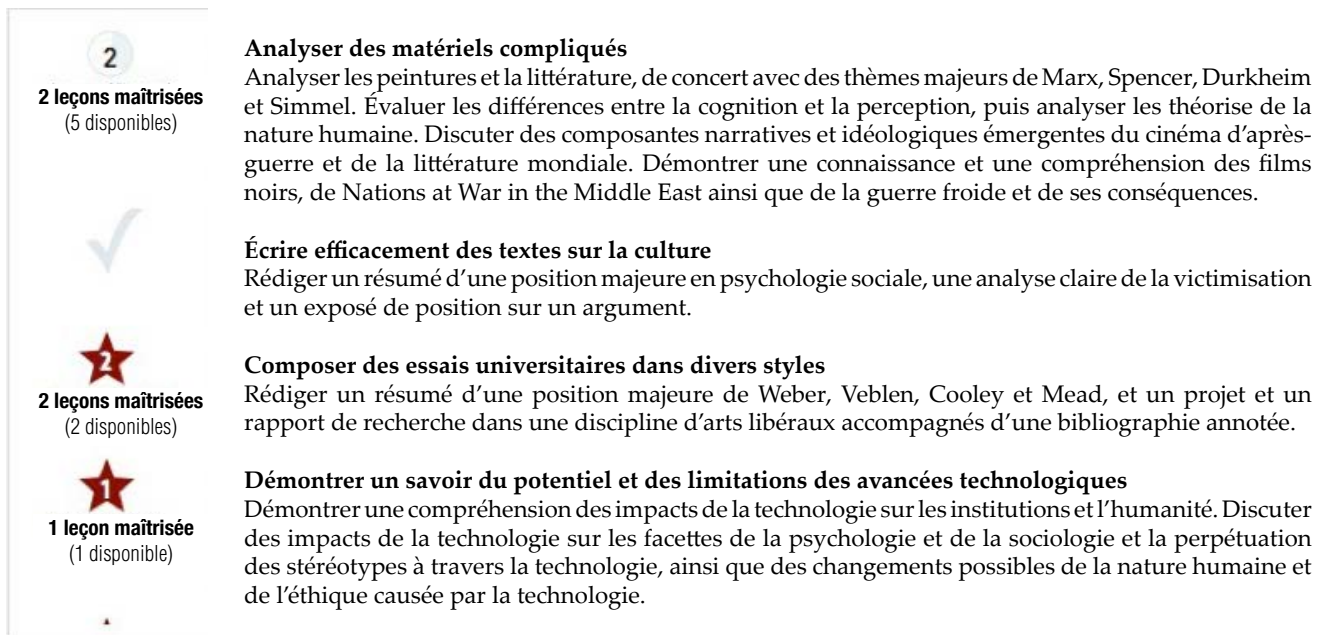 2
2 leçons maîtrisées
(5 disponibles)
Analyser des matériels compliqués
Analyser les peintures et la littérature, de concert avec des thèmes majeurs de Marx, Spencer, Durkheim
et Simmel. Évaluer les différences entre la cognition et la perception, puis analyser les théorise de la
nature humaine. Discuter des composantes narratives et idéologiques émergentes du cinéma d'après-
guerre et de la littérature mondiale. Démontrer une connaissance et une compréhension des films
noirs, de Nations at War in the Middle East ainsi que de la guerre froide et de ses conséquences.
Écrire efficacement des textes sur la culture
Rédiger un résumé d'une position majeure en psychologie sociale, une analyse claire de la victimisation
et un exposé de position sur un argument.
2
2 leçons maîtrisées
(2 disponibles)
Composer des essais universitaires dans divers styles
Rédiger un résumé d'une position majeure de Weber, Veblen, Cooley et Mead, et un projet et un
rapport de recherche dans une discipline d'arts libéraux accompagnés d'une bibliographie annotée.
1
1 leçon maîtrisée
(1 disponible)
Démontrer un savoir du potentiel et des limitations des avancées technologiques
Démontrer une compréhension des impacts de la technologie sur les institutions et l'humanité. Discuter
des impacts de la technologie sur les facettes de la psychologie et de la sociologie et la perpétuation
des stéréotypes à travers la technologie, ainsi que des changements possibles de la nature humaine et
de l'éthique causée par la technologie.